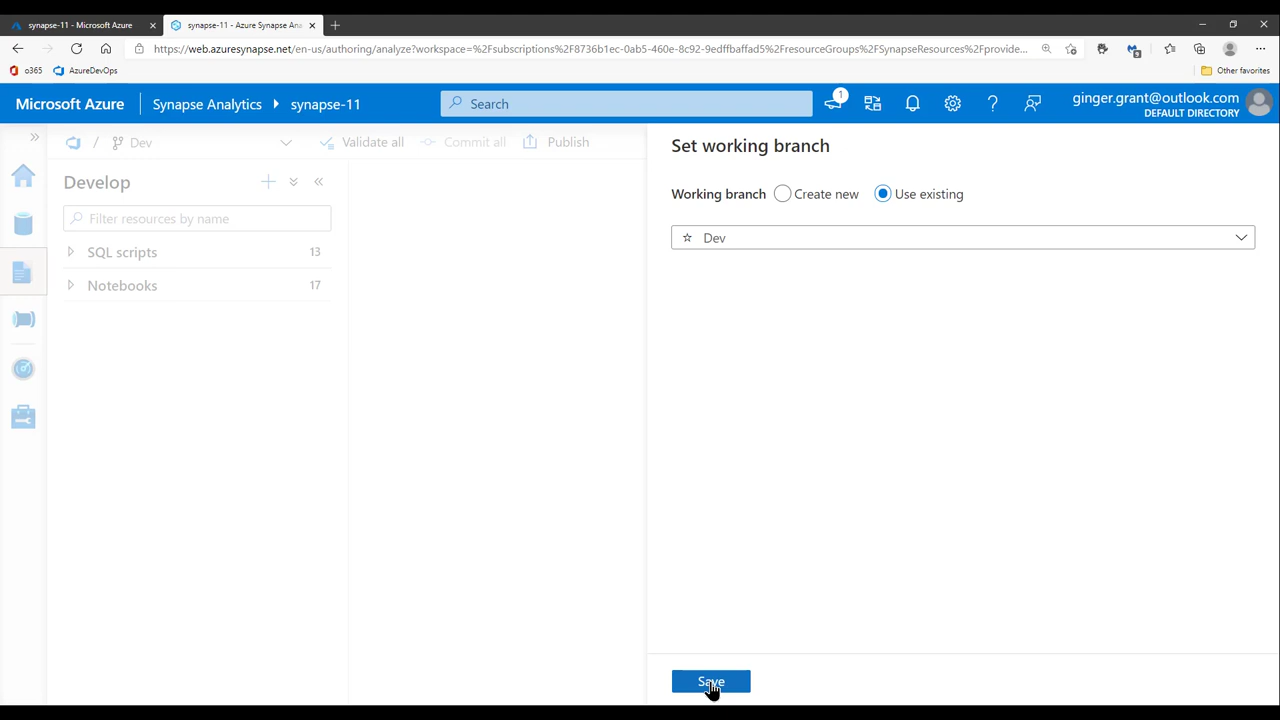 synapse-11 - Microsoft Azure
synapse-11 - Azure Synapse Ana
https://web.azuresynapse.net/en-us/authoring/analyze?workspace=%2Fsubscriptions%2F8736b1ec-0ab5-460e-8c92-9edffbaffad5%2FresourceGroups%2FSynapseResources%2Fprovide...
9
o365
AzureDevOps
Other favorites
Microsoft Azure
Synapse Analytics
synapse-11
Search
1
ginger.grant@outlook.com
DEFAULT DIRECTORY
/ Dev
Validate all
Commit all
Publish
Develop
Filter resources by name
SQL scripts 13
Notebooks 17
Set working branch
Working branch Create new Use existing
Dev
Save